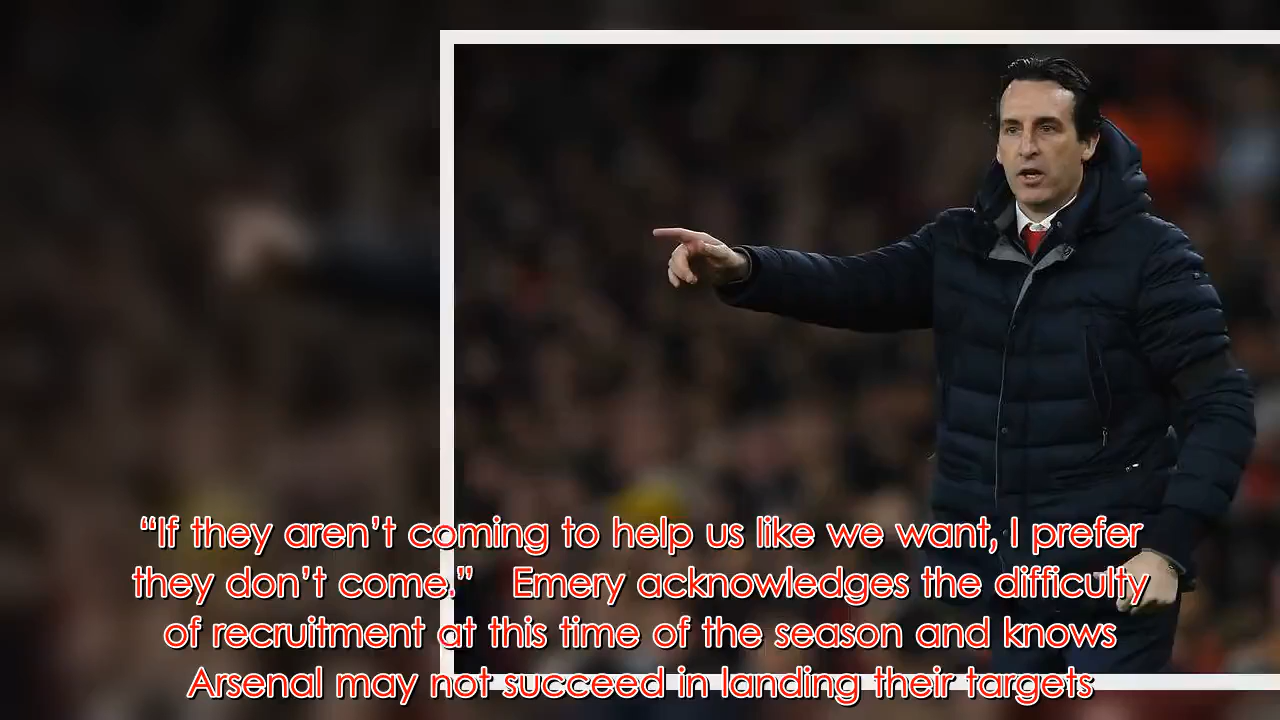 “If they aren’t coming to help us like we want, I prefer
they don’t come.”   Emery acknowledges the difficulty
of recruitment at this time of the season and knows
Arsenal may not succeed in landing their targets